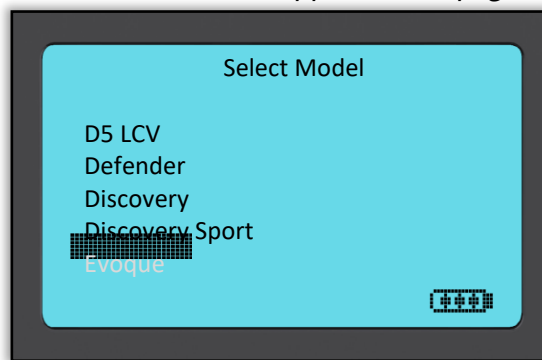 Select Model
D5 LCV
Defender
Discovery
Discovery Sport
Evoque